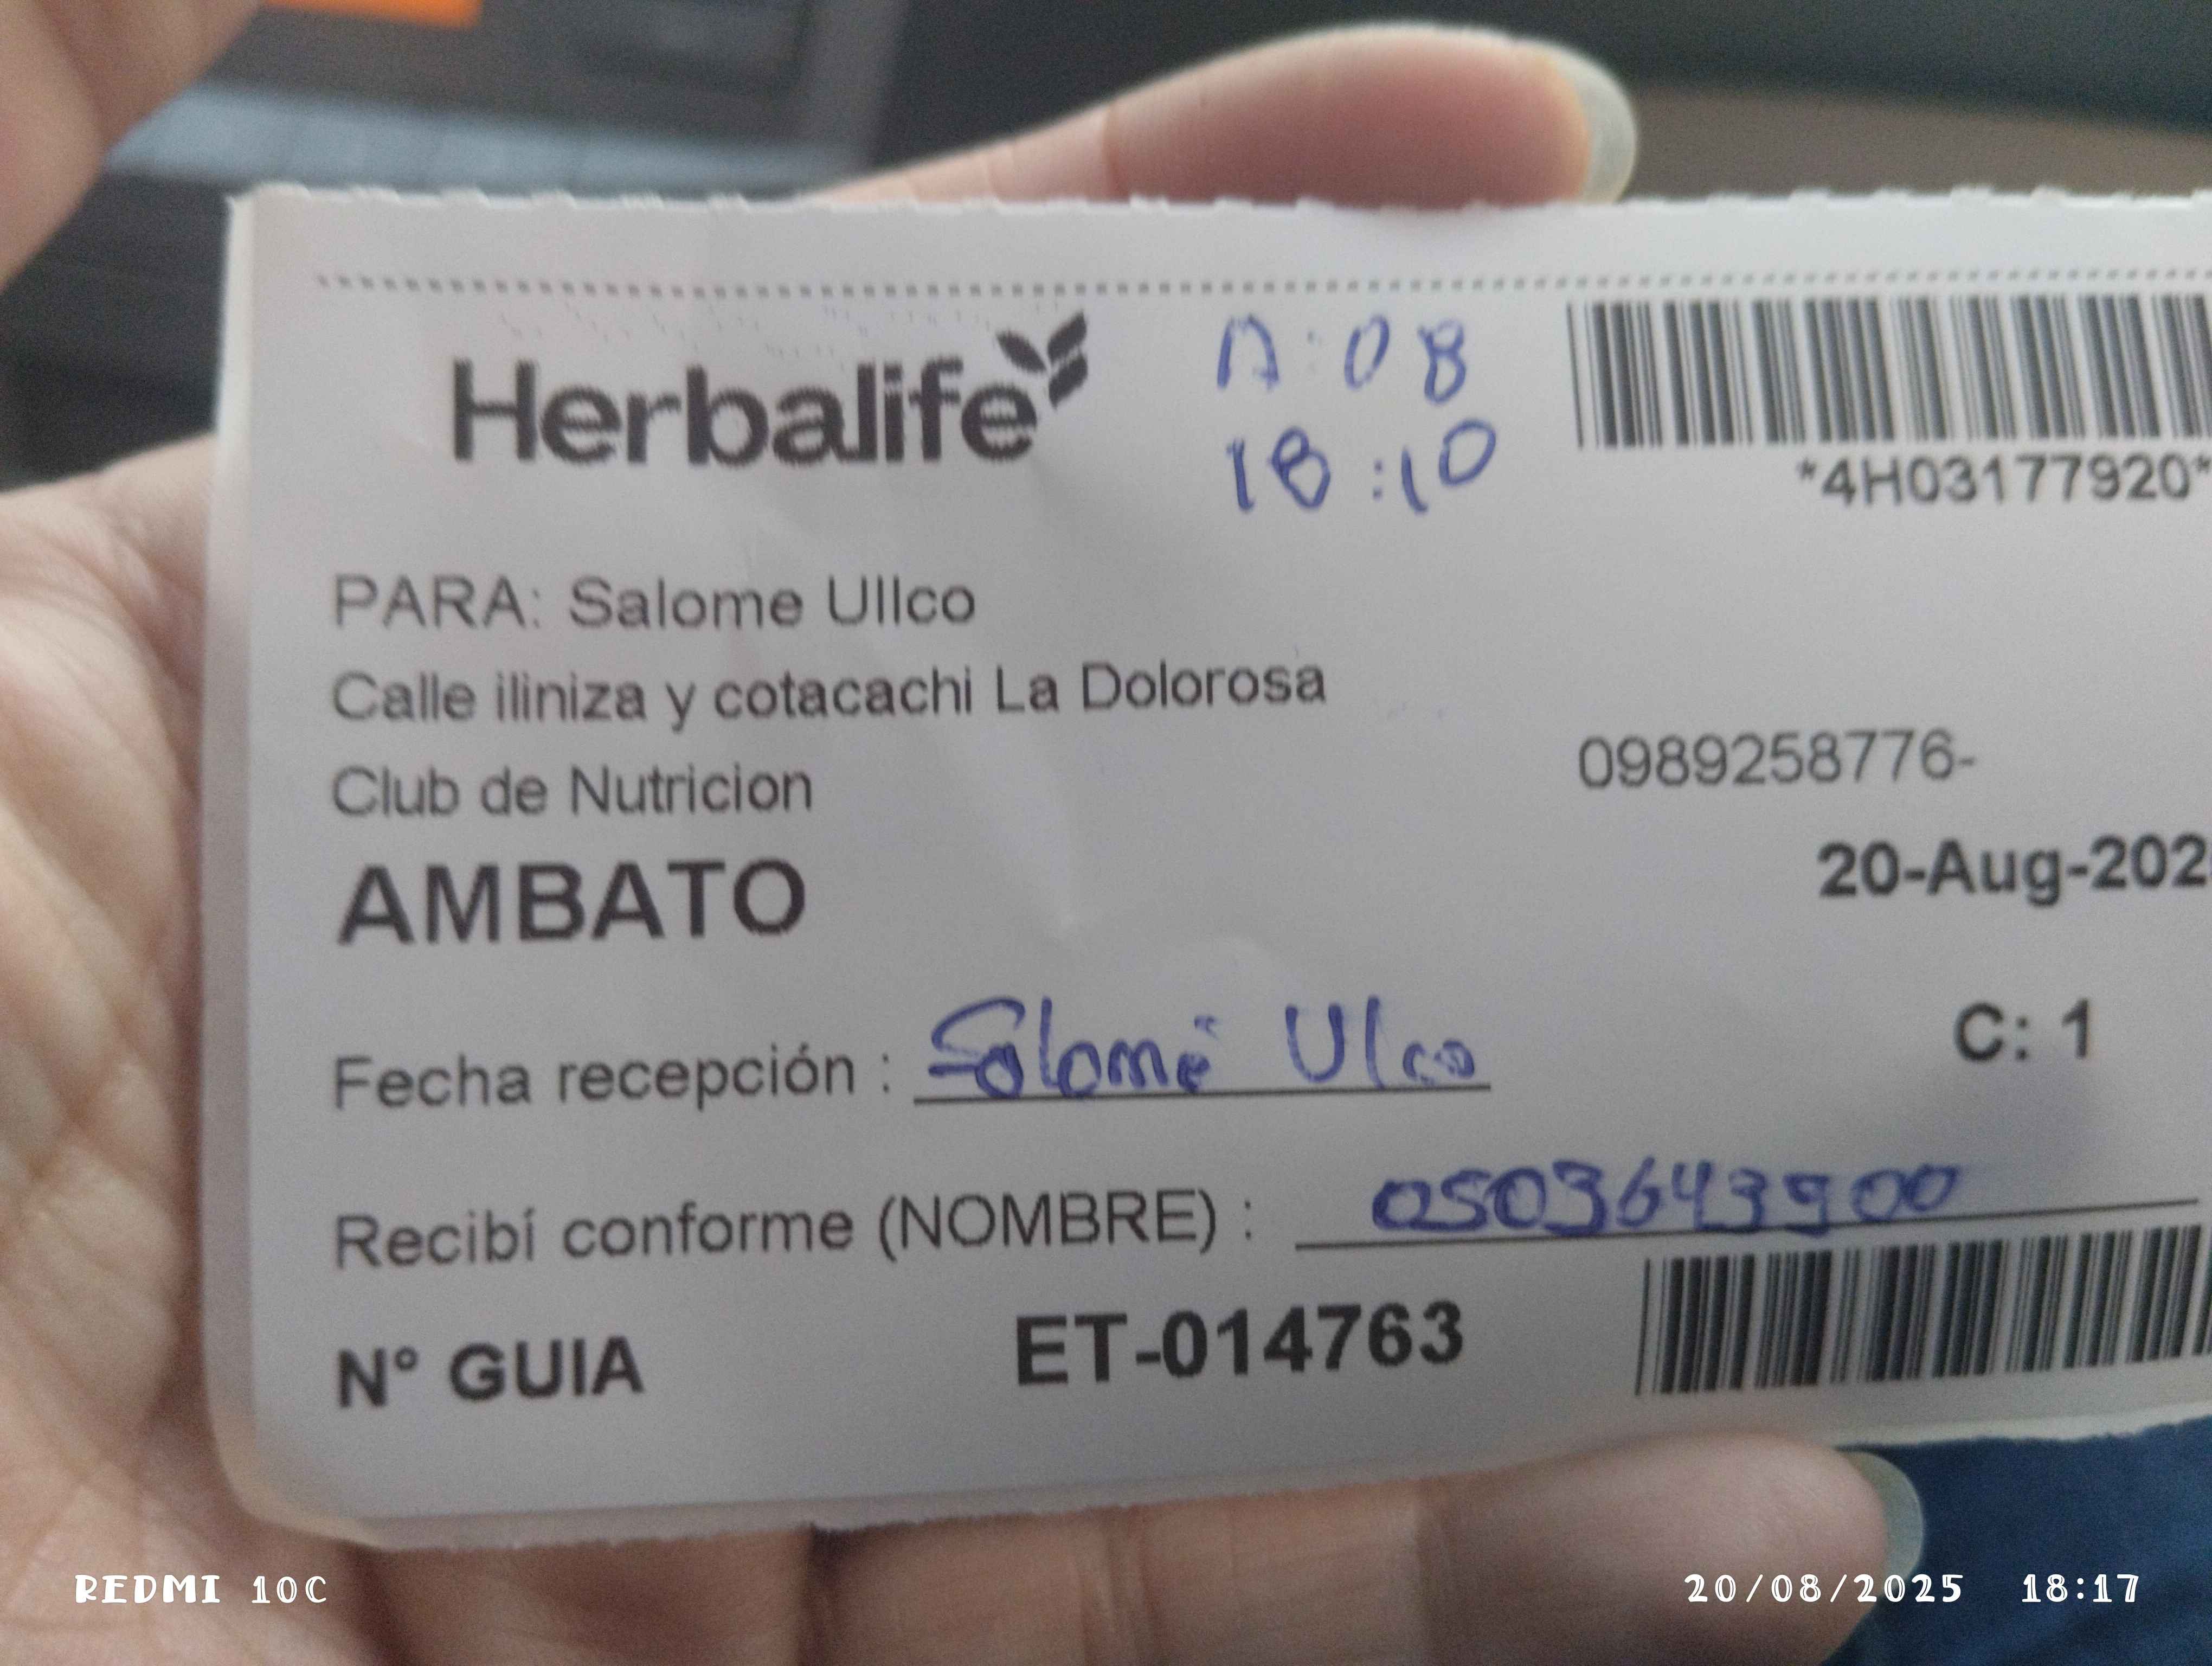 Herbalife
A:08
18:10
*4H03177920*
PARA: Salome Ullco
Calle iliniza y cotacachi La Dolorosa
Club de Nutricion
0989258776-
AMBATO
20-Aug-202
C: 1
Fecha recepción : Salomé Ulco
Recibí conforme (NOMBRE) : 0503643900
N° GUIA ET-014763
REDMI 10C
20/08/2025 18:17